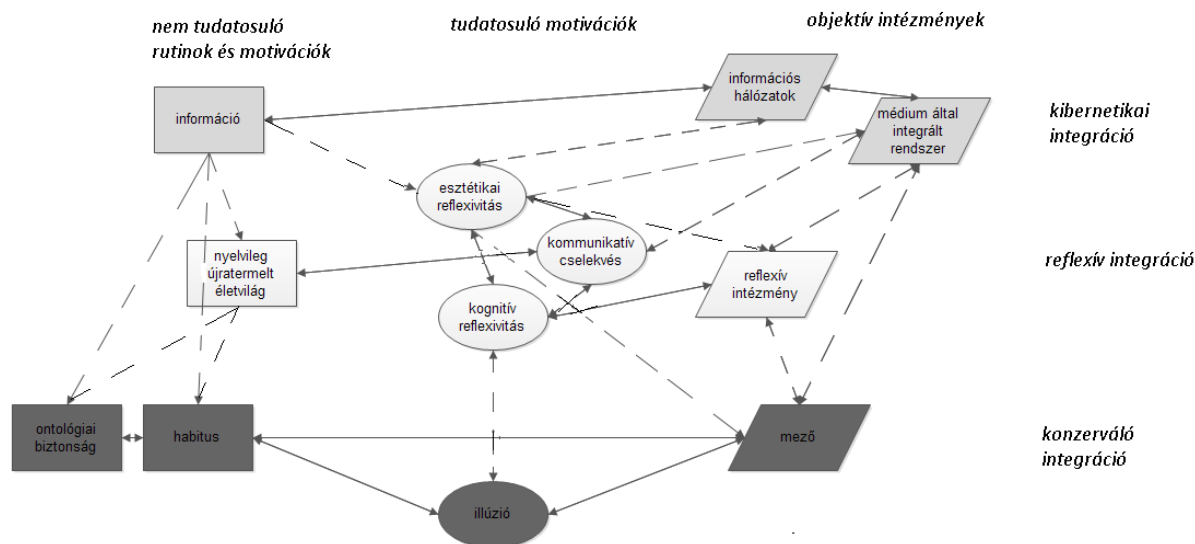 nem tudatosuló
rutinok és motivációk
tudatosuló motivációk
objektív intézmények
információ
információs
hálózatok
médium által
integrált
rendszer
kibernetikai
integráció
esztétikai
reflexivitás
kommunikatív
cselekvés
nyelvileg
újratermelt
életvilág
reflexív
intézmény
reflexív integráció
kognitív
reflexivitás
ontológiai
biztonság
habitus
mező
konzerváló
integráció
illúzió